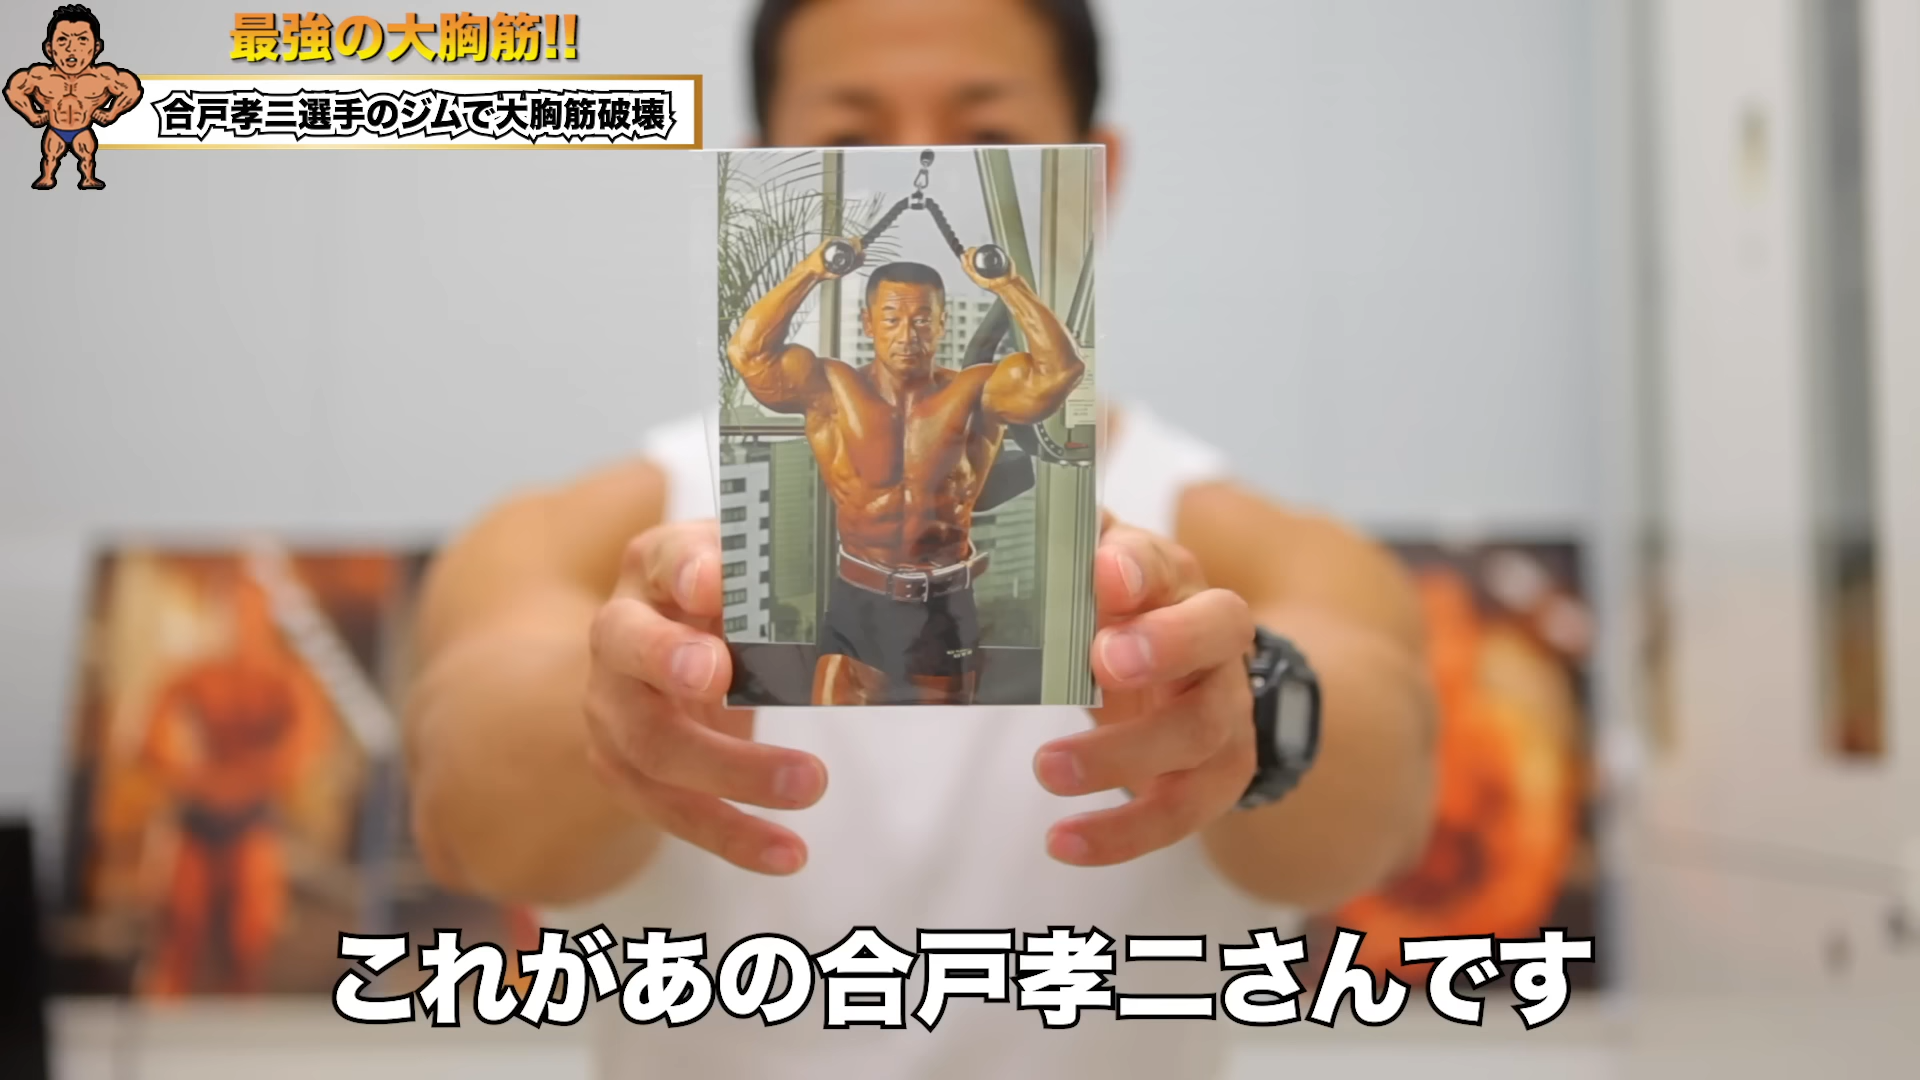 最強の大胸筋!!
合戸孝二選手のジムで大胸筋破壊
これがあの合戸孝二さんです